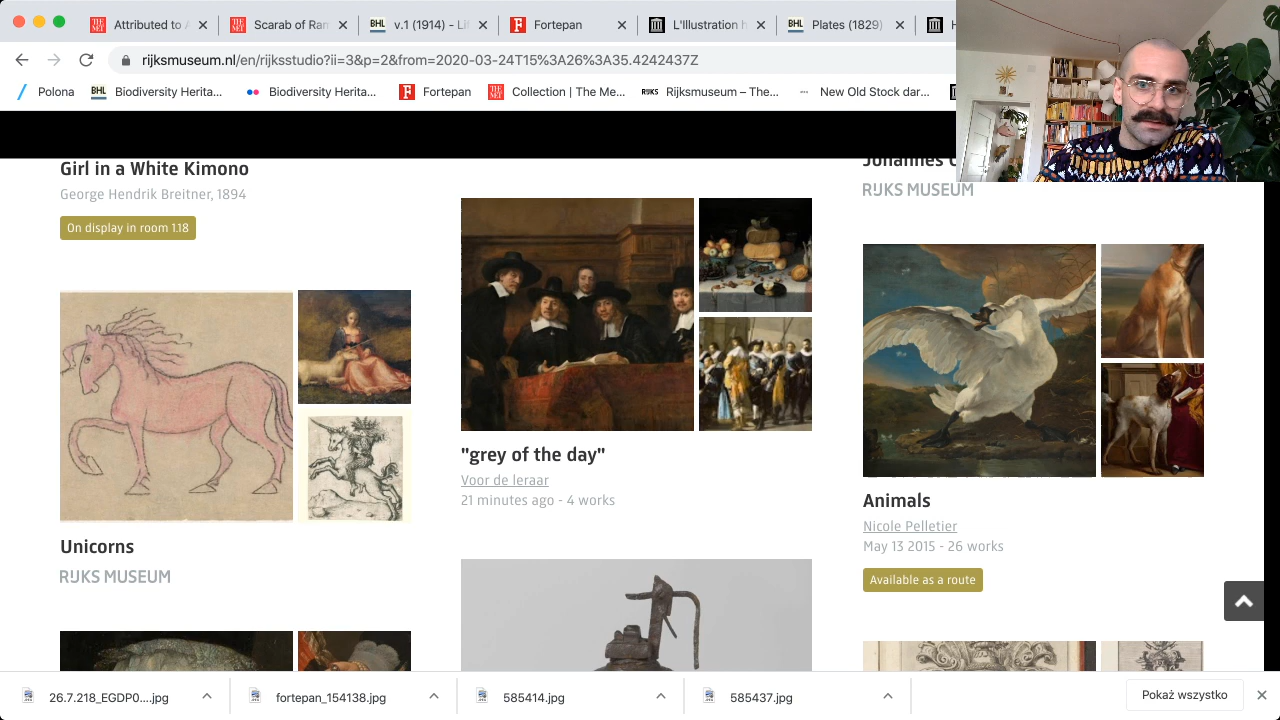 Attributed to A
Scarab of Ram
v.1 (1914) - Li
Fortepan
L'Illustration h
Plates (1829)
rijksmuseum.nl/en/rijksstudio?ii=3&p=2&from=2020-03-24T15%3A26%3A35.4242437Z
Polona
Biodiversity Herita...
Biodiversity Herita...
Fortepan
Collection | The Me...
Rijksmuseum – The...
New Old Stock dar...
Girl in a White Kimono
George Hendrik Breitner, 1894
On display in room 1.18
Unicorns
RIJKS MUSEUM
"grey of the day"
Voor de leraar
21 minutes ago - 4 works
Johannes
RIJKS MUSEUM
Animals
Nicole Pelletier
May 13 2015 - 26 works
Available as a route
26.7.218_EGDP0....jpg
fortepan_154138.jpg
585414.jpg
585437.jpg
Pokaż wszystko